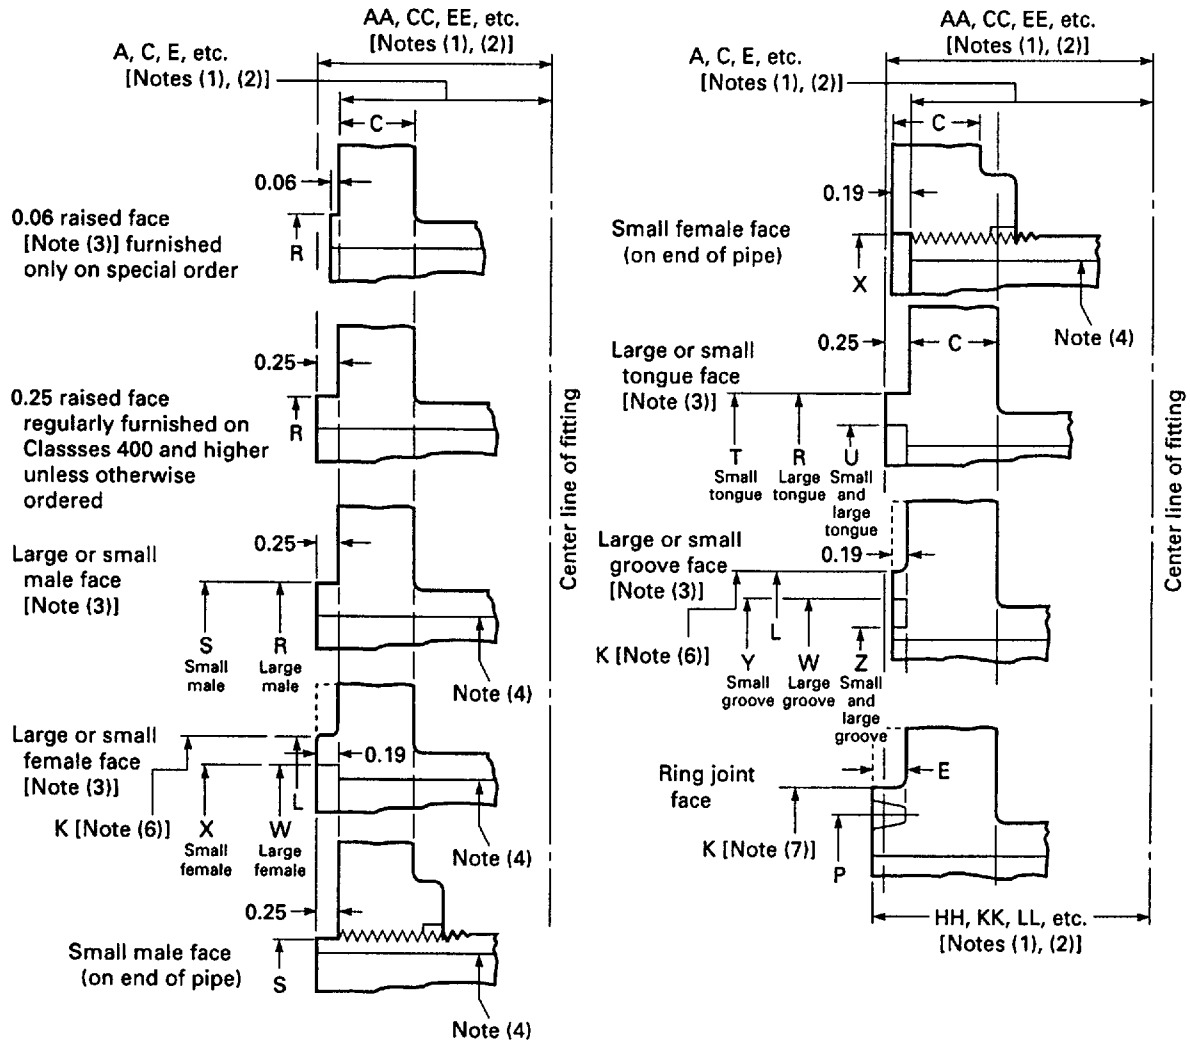 AA, CC, EE, etc.
[Notes (1), (2)]
A, C, E, etc.
[Notes (1), (2)]
C
0.06
0.06 raised face
[Note (3)] furnished
only on special order
R
0.25
0.25 raised face
regularly furnished on
Classses 400 and higher
unless otherwise
ordered
R
0.25
Large or small
male face
[Note (3)]
S
Small
male
R
Large
male
Note (4)
Large or small
female face
[Note (3)]
0.19
L
K [Note (6)]
X
Small
female
W
Large
female
Note (4)
0.25
Small male face
(on end of pipe)
S
Note (4)
Center line of fitting
AA, CC, EE, etc.
[Notes (1), (2)]
A, C, E, etc.
[Notes (1), (2)]
C
0.19
Small female face
(on end of pipe)
X
Note (4)
0.25
C
Large or small
tongue face
[Note (3)]
T
Small
tongue
R
Large
tongue
U
Small
and
large
tongue
Large or small
groove face
[Note (3)]
0.19
K [Note (6)]
L
Y
Small
groove
W
Large
groove
Z
Small
and
large
groove
Ring joint
face
E
K [Note (7)]
P
HH, KK, LL, etc.
[Notes (1), (2)]
Center line of fitting